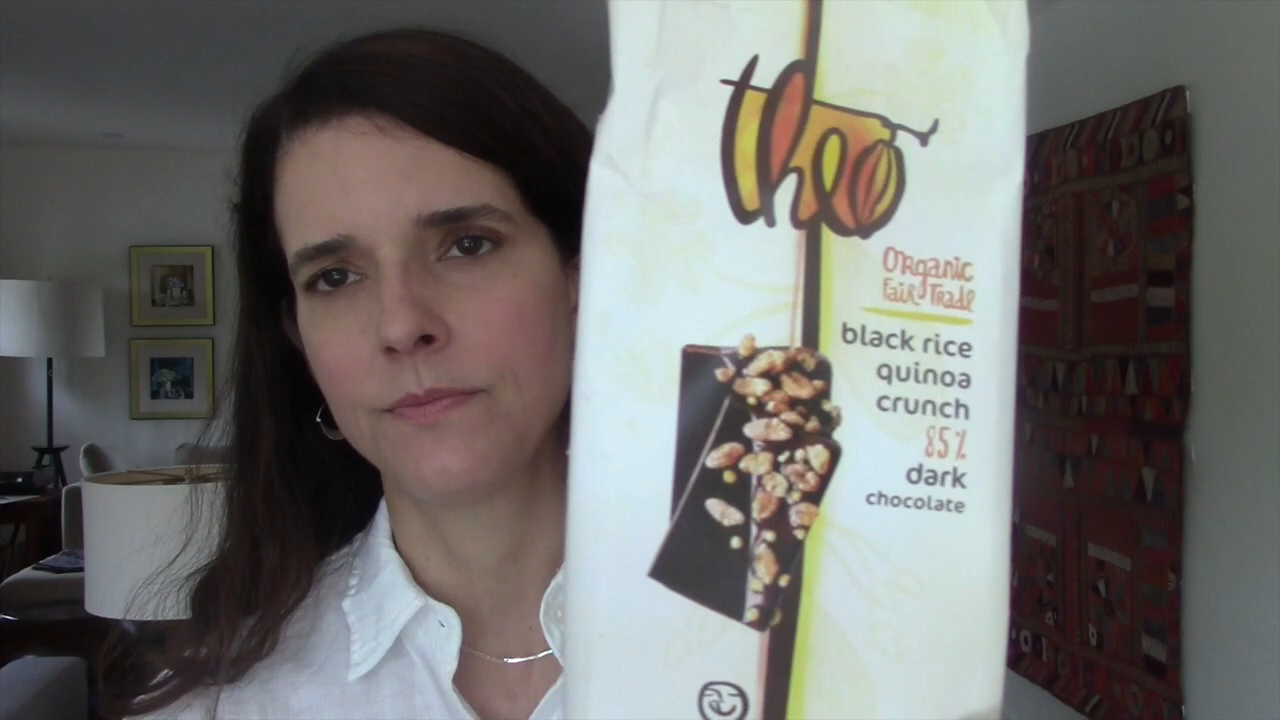 theo
Organic
Fair Trade
black rice
quinoa
crunch
85%
dark
chocolate